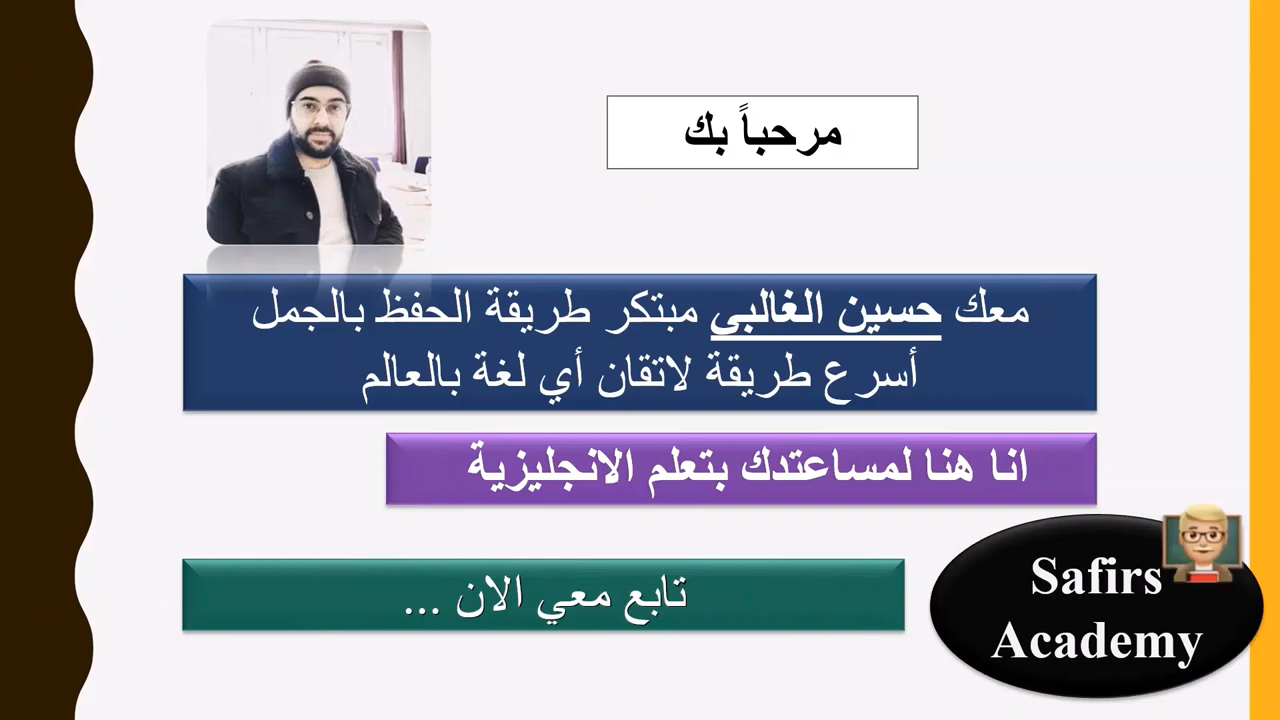 مرحباً بك
معك حسين الغالبي مبتكر طريقة الحفظ بالجمل
أسرع طريقة لاتقان أي لغة بالعالم
انا هنا لمساعتدك بتعلم الانجليزية
تابع معي الان ...
Safirs
Academy